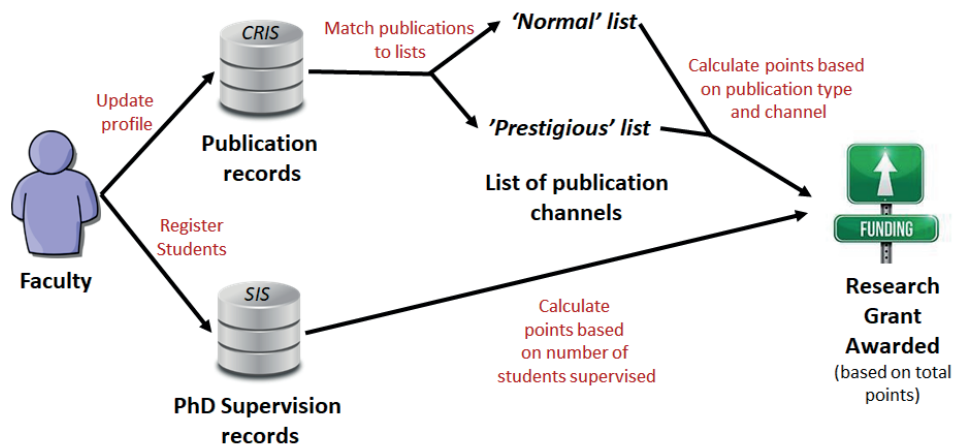 CRIS
Match publications
to lists
‘Normal’ list
Calculate points based
on publication type
and channel
Update
profile
Publication
records
’Prestigious’ list
List of publication
channels
Register
Students
Faculty
FUNDING
SIS
Calculate
points based
on number of
students supervised
Research
Grant
Awarded
(based on total
points)
PhD Supervision
records